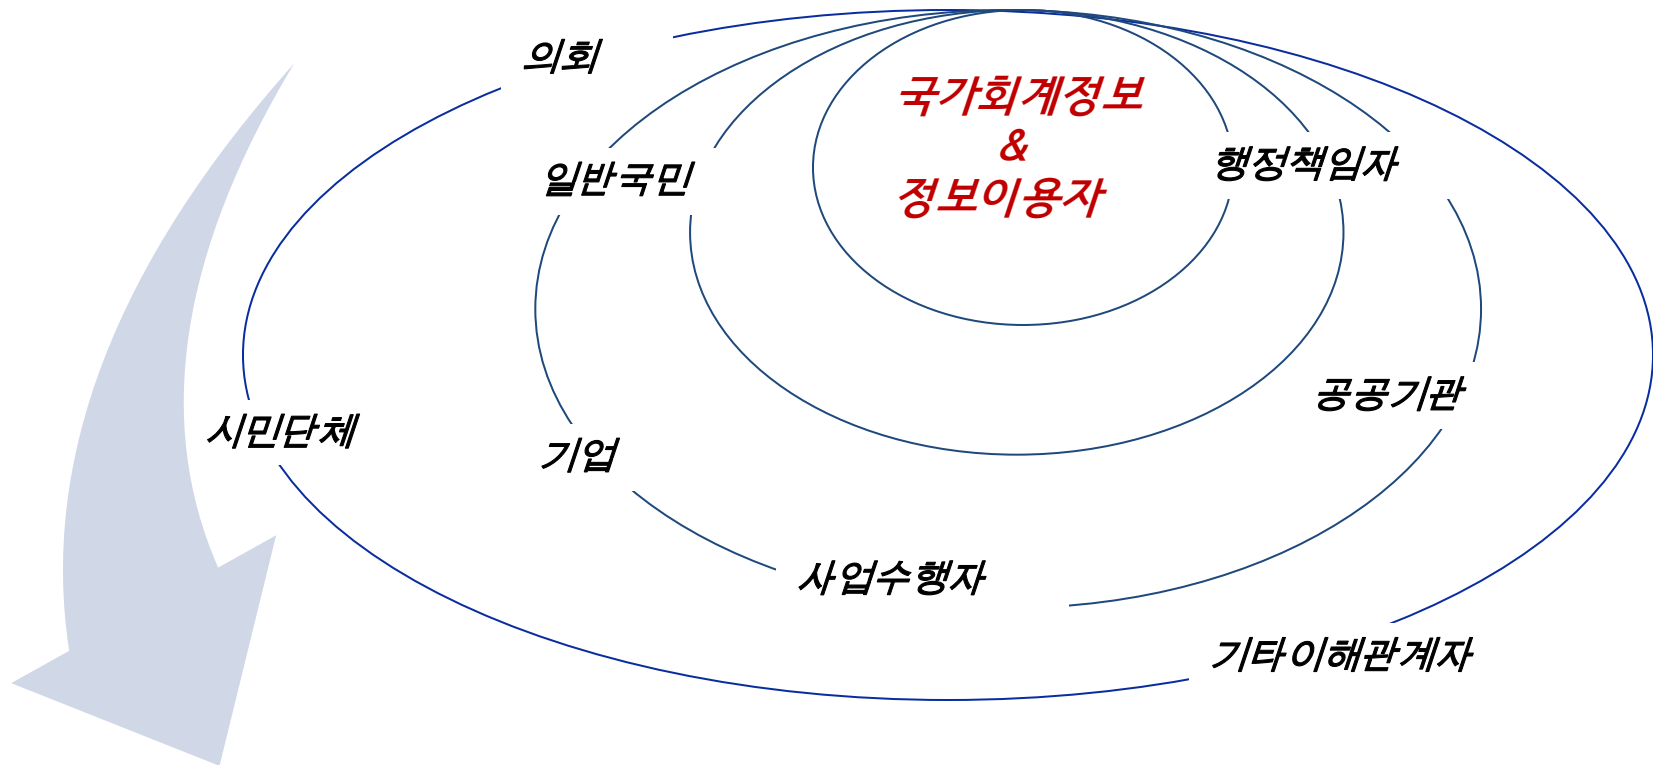 의회
국가회계정보
&
정보이용자
일반국민
행정책임자
공공기관
시민단체
기업
사업수행자
기타이해관계자